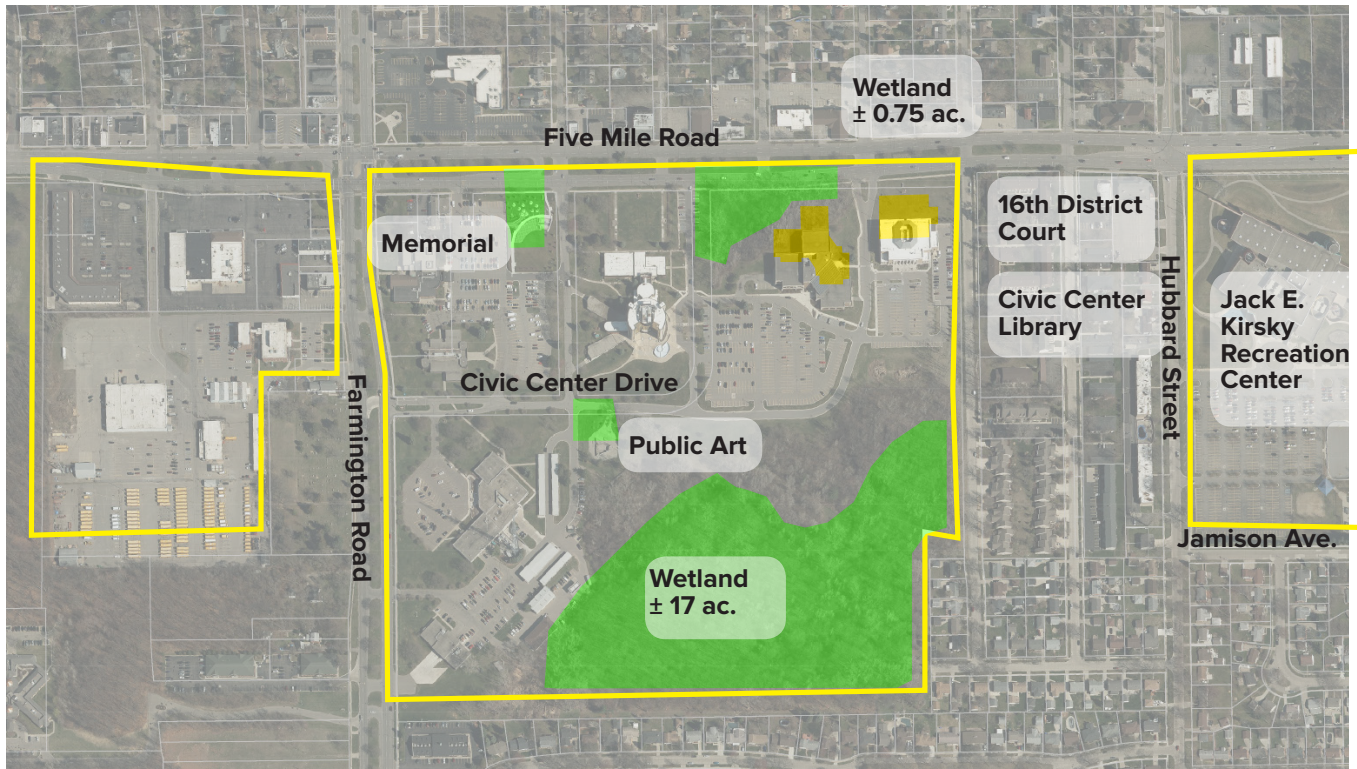 Wetland
± 0.75 ac.
Five Mile Road
16th District
Court
Memorial
Hubbard Street
Civic Center
Library
Jack E.
Kirsky
Recreation
Center
Farmington Road
Civic Center Drive
Public Art
Jamison Ave.
Wetland
± 17 ac.